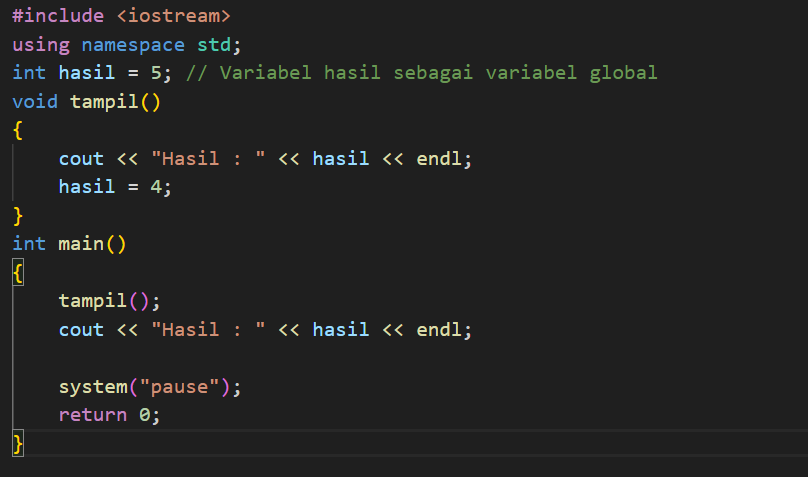 #include <iostream>
using namespace std;
int hasil = 5; // Variabel hasil sebagai variabel global
void tampil()
{
    cout << "Hasil : " << hasil << endl;
    hasil = 4;
}
int main()
{
    tampil();
    cout << "Hasil : " << hasil << endl;

    system("pause");
    return 0;
}